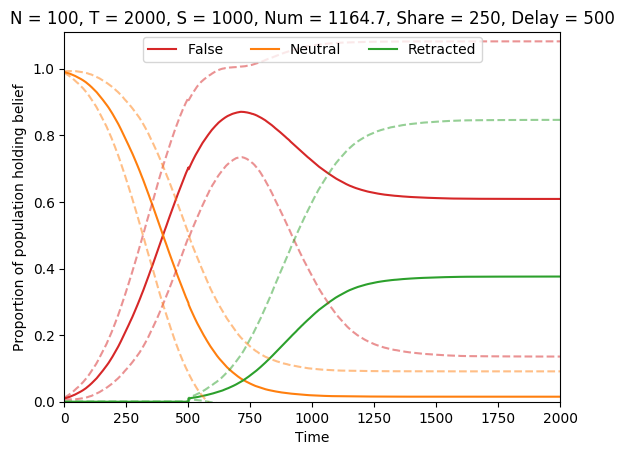 N = 100, T = 2000, S = 1000, Num = 1164.7, Share = 250, Delay = 500
False Neutral Retracted
1.0
0.8
0.6
0.4
0.2
0.0
Proportion of population holding belief
0 250 500 750 1000 1250 1500 1750 2000
Time